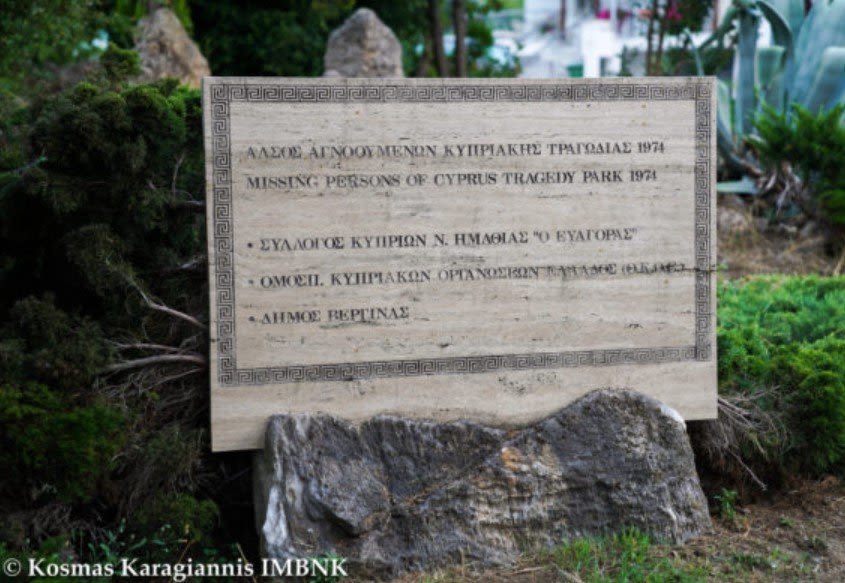 ΑΛΣΟΣ ΑΓΝΟΟΥΜΕΝΩΝ ΚΥΠΡΙΑΚΗΣ ΤΡΑΓΩΔΙΑΣ 1974
MISSING PERSONS OF CYPRUS TRAGEDY PARK 1974
• ΣΥΛΛΟΓΟΣ ΚΥΠΡΙΩΝ Ν. ΗΜΑΘΙΑΣ "Ο ΕΥΑΓΟΡΑΣ"
• ΟΜΟΣΠ. ΚΥΠΡΙΑΚΩΝ ΟΡΓΑΝΩΣΕΩΝ ΕΛΛΑΔΟΣ (Ο.Κ.Ο.Ε.)
• ΔΗΜΟΣ ΒΕΡΓΙΝΑΣ
© Kosmas Karagiannis IMBNK